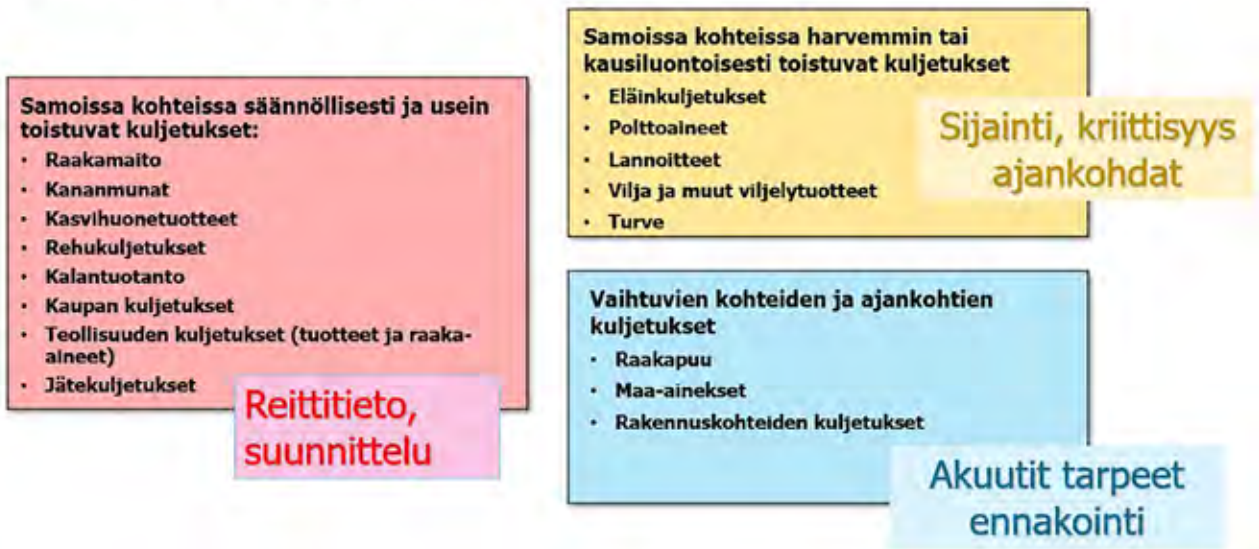 Samoissa kohteissa säännöllisesti ja usein
toistuvat kuljetukset:
• Raakamaito
• Kananmunat
• Kasvihuonetuotteet
• Rehukuljetukset
• Kalantuotanto
• Kaupan kuljetukset
• Teollisuuden kuljetukset (tuotteet ja raaka-
aineet)
• Jätekuljetukset
Reittitieto,
suunnittelu
Samoissa kohteissa harvemmin tai
kausiluontoisesti toistuvat kuljetukset
• Eläinkuljetukset
• Polttoaineet
• Lannoitteet
• Vilja ja muut viljelytuotteet
• Turve
Sijainti, kriittisyys
ajankohdat
Vaihtuvien kohteiden ja ajankohtien
kuljetukset
• Raakapuu
• Maa-ainekset
• Rakennuskohteiden kuljetukset
Akuutit tarpeet
ennakointi